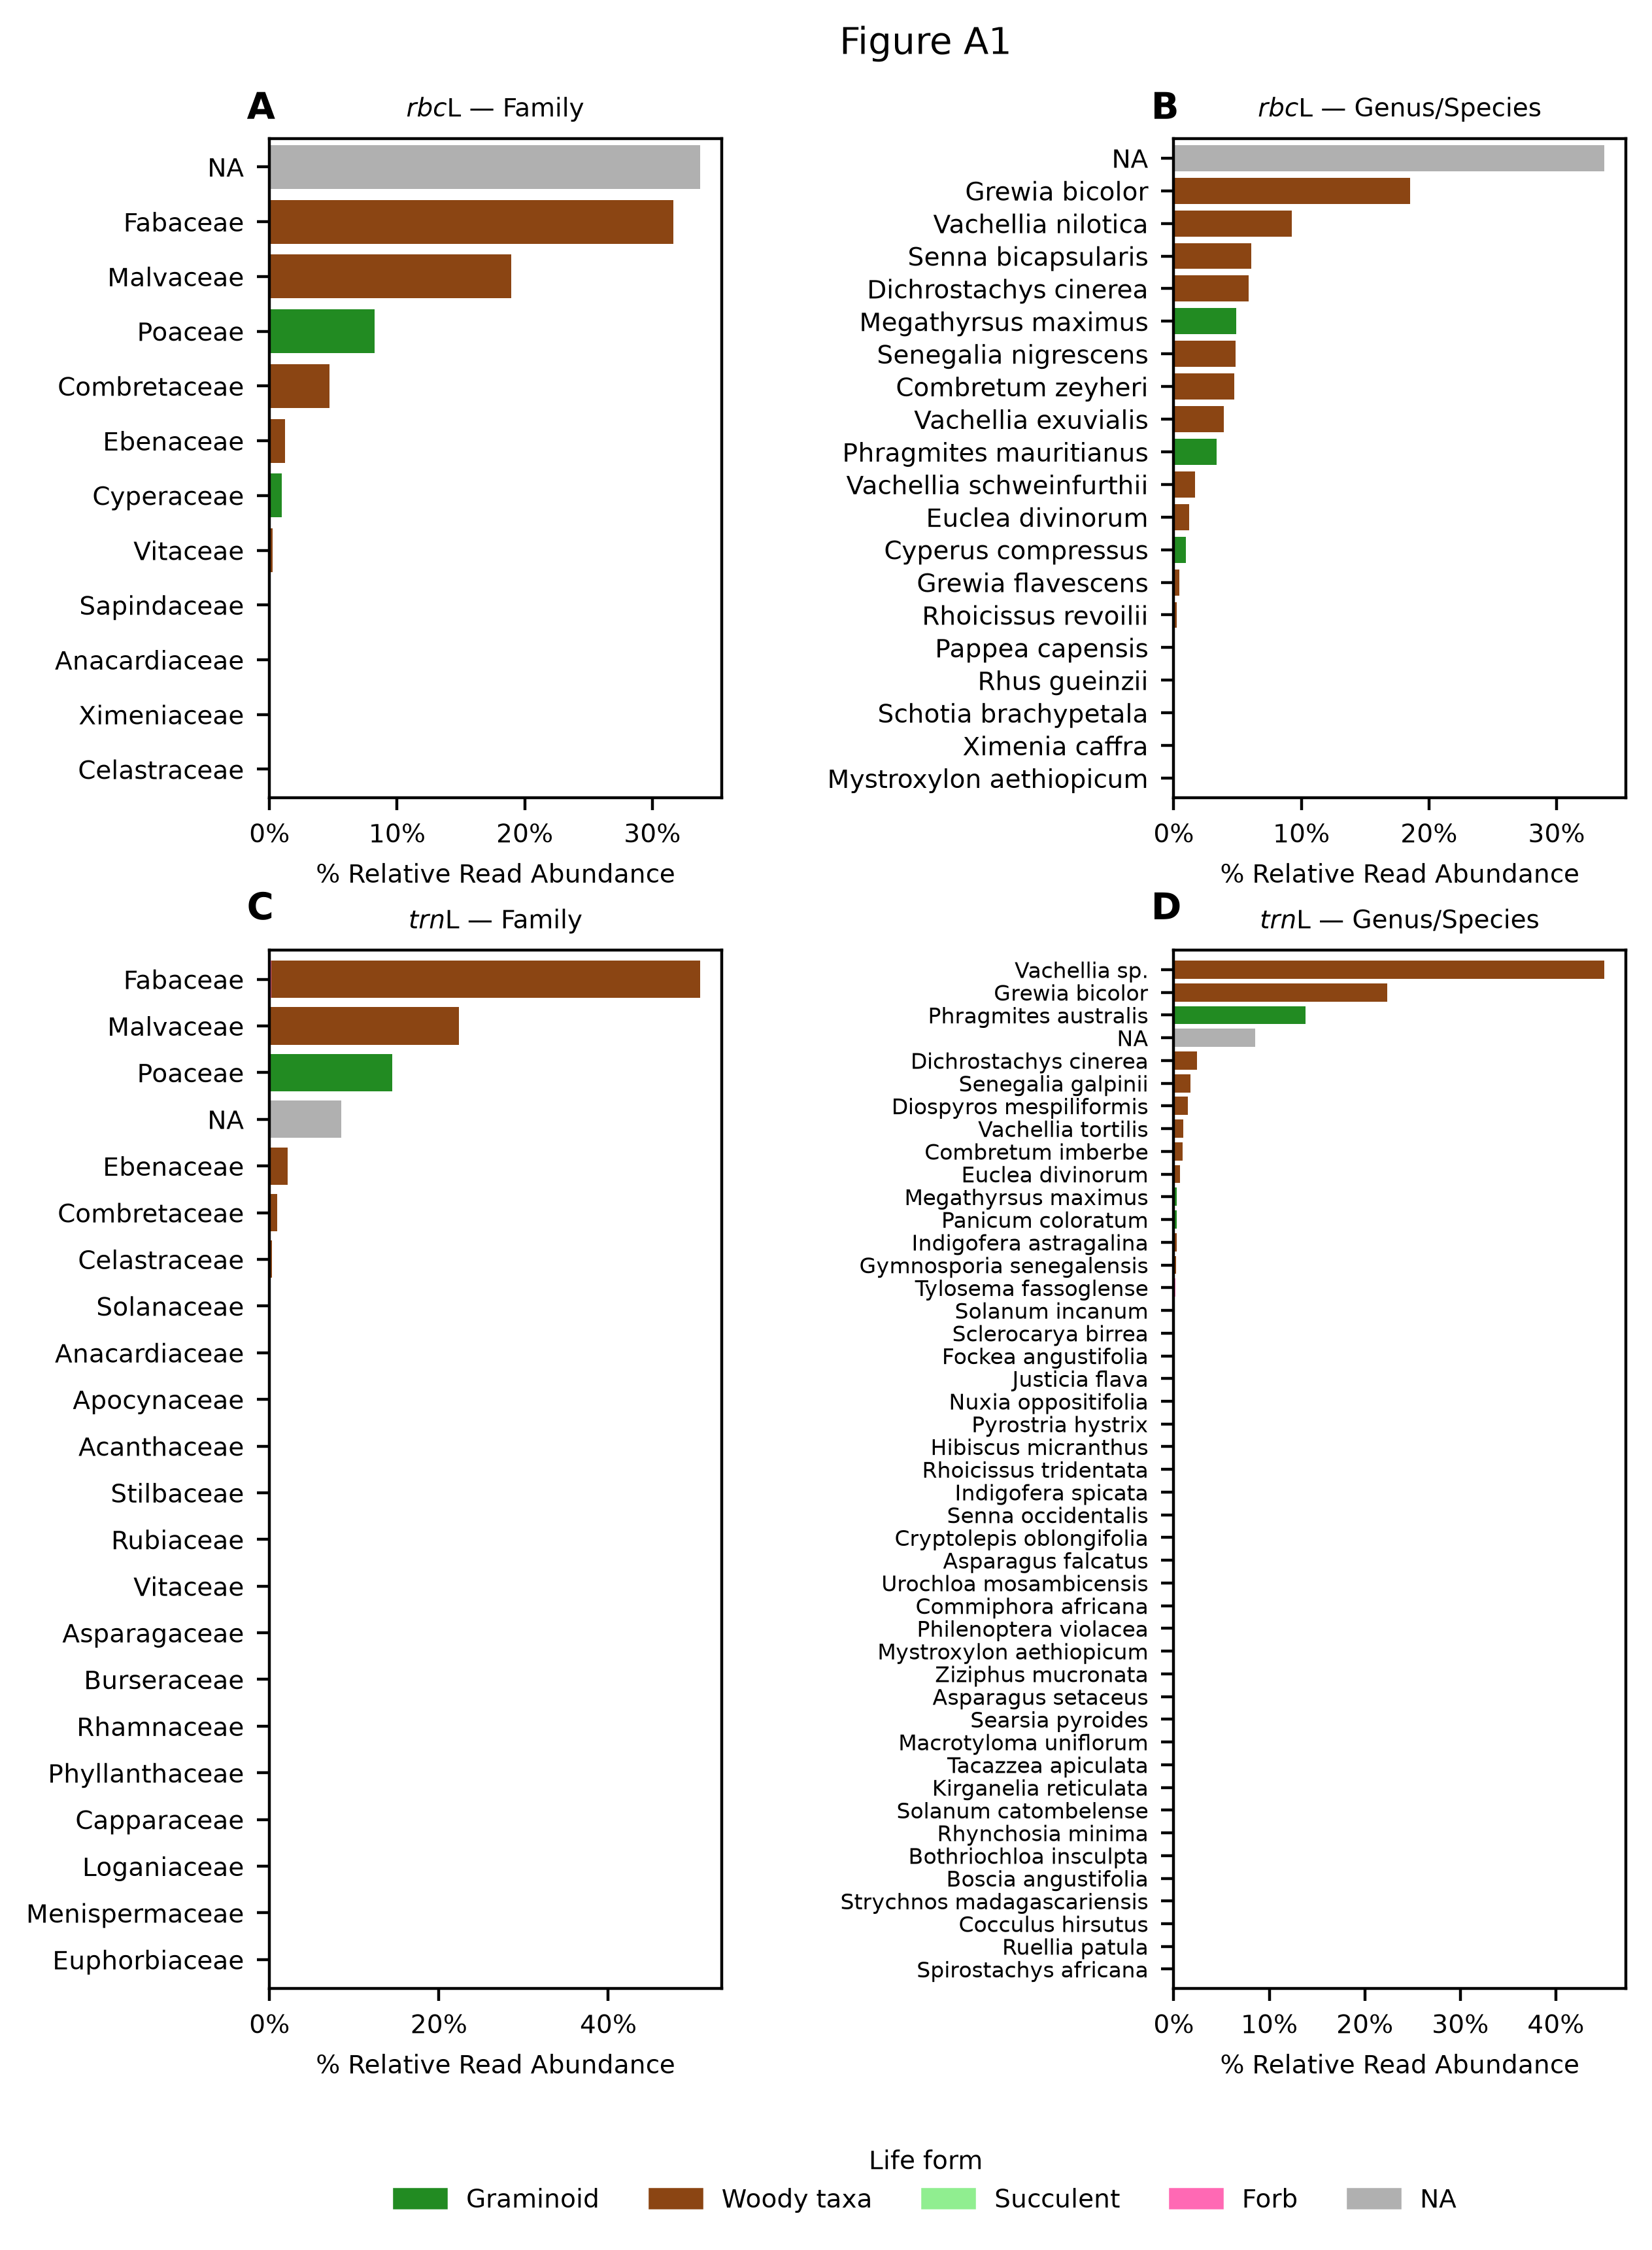 Figure A1
A
rbcL — Family
NA
Fabaceae
Malvaceae
Poaceae
Combretaceae
Ebenaceae
Cyperaceae
Vitaceae
Sapindaceae
Anacardiaceae
Ximeniaceae
Celastraceae
0% 10% 20% 30%
% Relative Read Abundance
B
rbcL — Genus/Species
NA
Grewia bicolor
Vachellia nilotica
Senna bicapsularis
Dichrostachys cinerea
Megathyrsus maximus
Senegalia nigrescens
Combretum zeyheri
Vachellia exuvialis
Phragmites mauritianus
Vachellia schweinfurthii
Euclea divinorum
Cyperus compressus
Grewia flavescens
Rhoicissus revoilii
Pappea capensis
Rhus gueinzii
Schotia brachypetala
Ximenia caffra
Mystroxylon aethiopicum
0% 10% 20% 30%
% Relative Read Abundance
C
trnL — Family
Fabaceae
Malvaceae
Poaceae
NA
Ebenaceae
Combretaceae
Celastraceae
Solanaceae
Anacardiaceae
Apocynaceae
Acanthaceae
Stilbaceae
Rubiaceae
Vitaceae
Asparagaceae
Burseraceae
Rhamnaceae
Phyllanthaceae
Capparaceae
Loganiaceae
Menispermaceae
Euphorbiaceae
0% 20% 40%
% Relative Read Abundance
D
trnL — Genus/Species
Vachellia sp.
Grewia bicolor
Phragmites australis
NA
Dichrostachys cinerea
Senegalia galpinii
Diospyros mespiliformis
Vachellia tortilis
Combretum imberbe
Euclea divinorum
Megathyrsus maximus
Panicum coloratum
Indigofera astragalina
Gymnosporia senegalensis
Tylosema fassoglense
Solanum incanum
Sclerocarya birrea
Fockea angustifolia
Justicia flava
Nuxia oppositifolia
Pyrostria hystrix
Hibiscus micranthus
Rhoicissus tridentata
Indigofera spicata
Senna occidentalis
Cryptolepis oblongifolia
Asparagus falcatus
Urochloa mosambicensis
Commiphora africana
Philenoptera violacea
Mystroxylon aethiopicum
Ziziphus mucronata
Asparagus setaceus
Searsia pyroides
Macrotyloma uniflorum
Tacazzea apiculata
Kirganelia reticulata
Solanum catombelense
Rhynchosia minima
Bothriochloa insculpta
Boscia angustifolia
Strychnos madagascariensis
Cocculus hirsutus
Ruellia patula
Spirostachys africana
0% 10% 20% 30% 40%
% Relative Read Abundance
Life form
Graminoid Woody taxa Succulent Forb NA